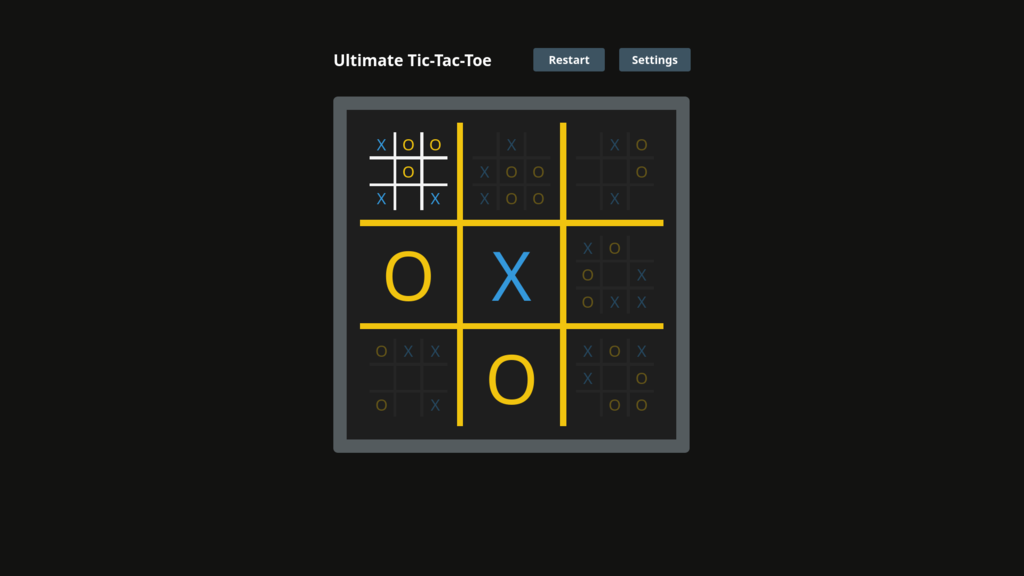 Ultimate Tic-Tac-Toe Restart Settings
X O O X X O
O X O O O
X X X O O X
X O
O X O X
O X X
O X X O X O X
X O
O X O O O